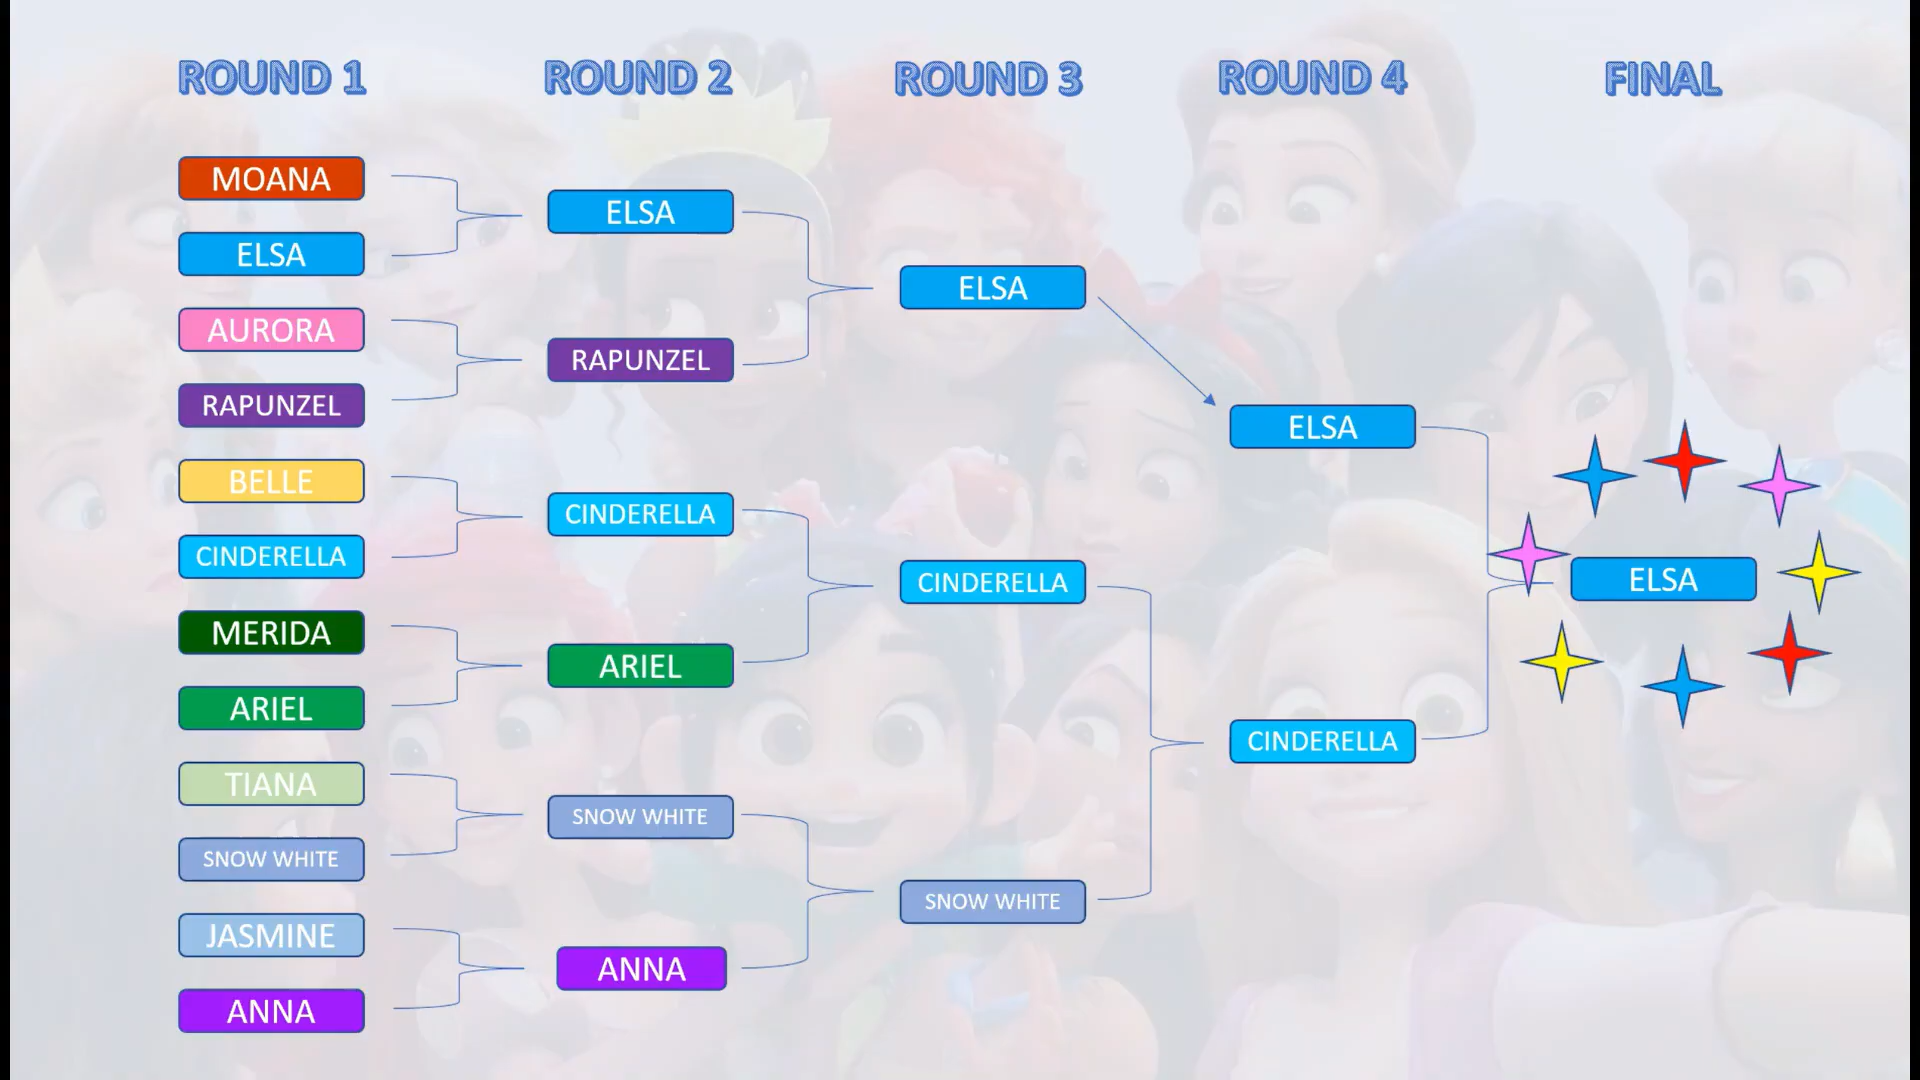 ROUND 1
ROUND 2
ROUND 3
ROUND 4
FINAL
MOANA
ELSA
AURORA
RAPUNZEL
BELLE
CINDERELLA
MERIDA
ARIEL
TIANA
SNOW WHITE
JASMINE
ANNA
ELSA
RAPUNZEL
CINDERELLA
ARIEL
SNOW WHITE
ANNA
ELSA
CINDERELLA
SNOW WHITE
ELSA
CINDERELLA
ELSA